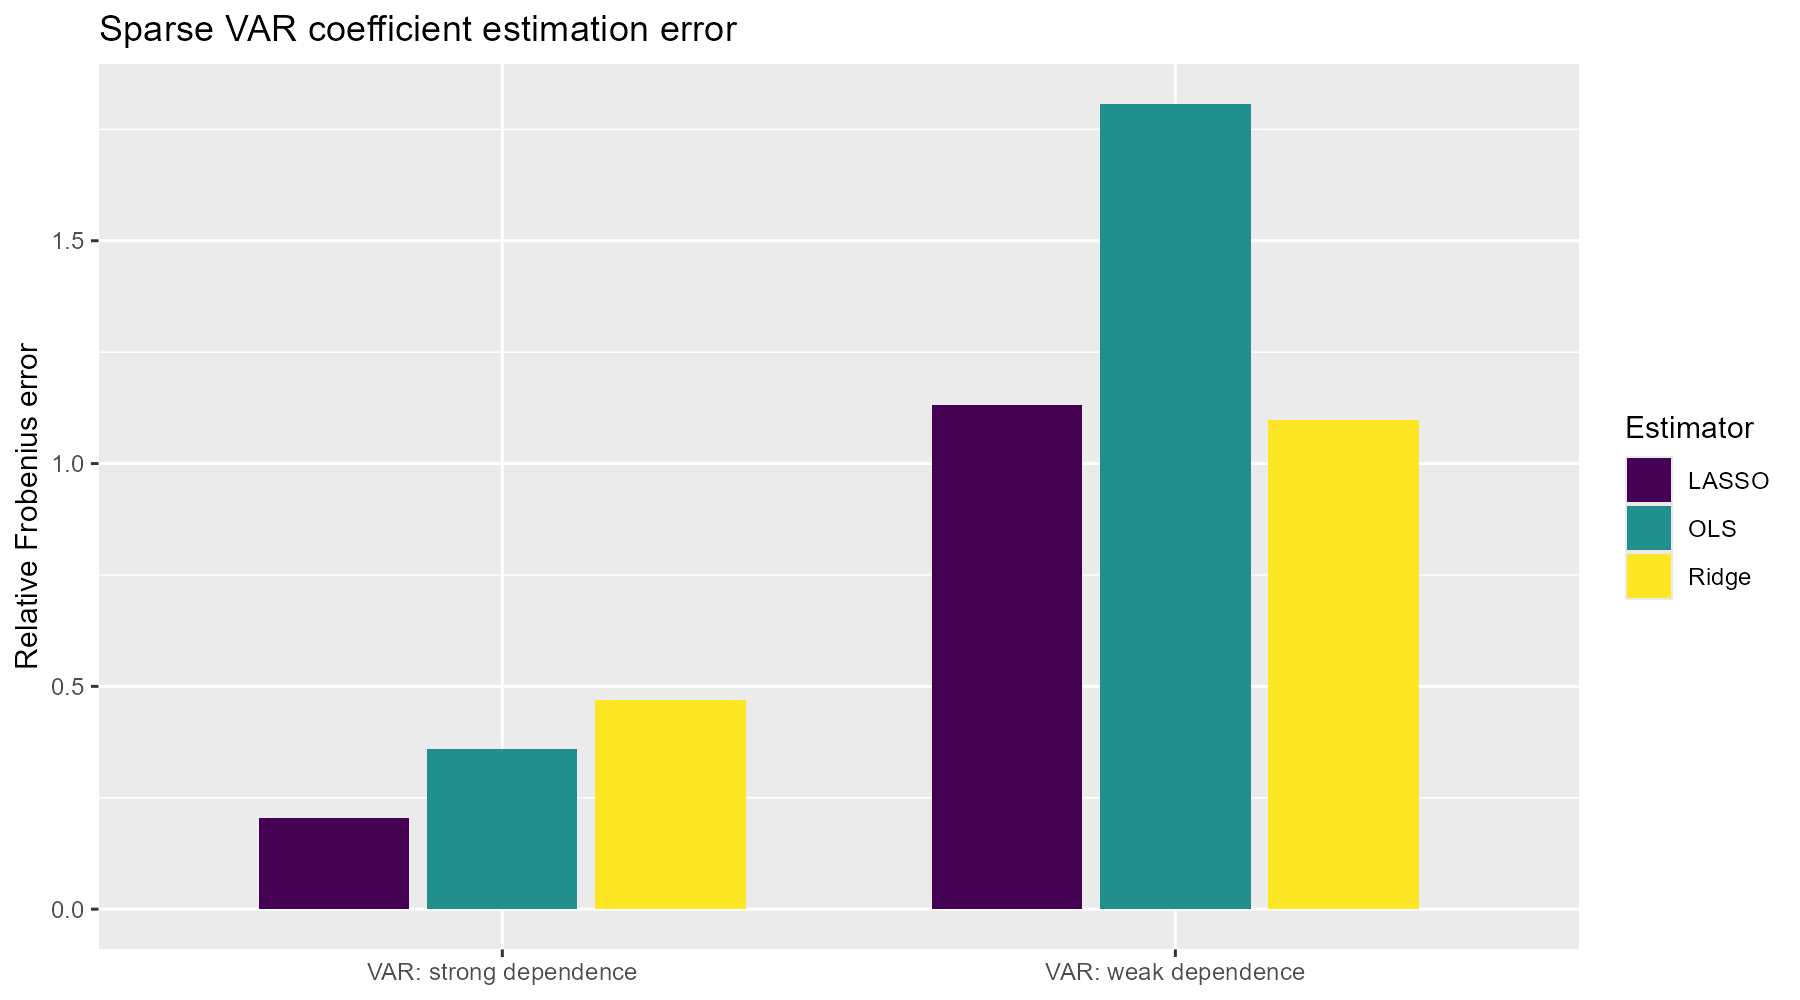 Sparse VAR coefficient estimation error
Relative Frobenius error
1.5
1.0
0.5
0.0
VAR: strong dependence
VAR: weak dependence
Estimator
LASSO
OLS
Ridge